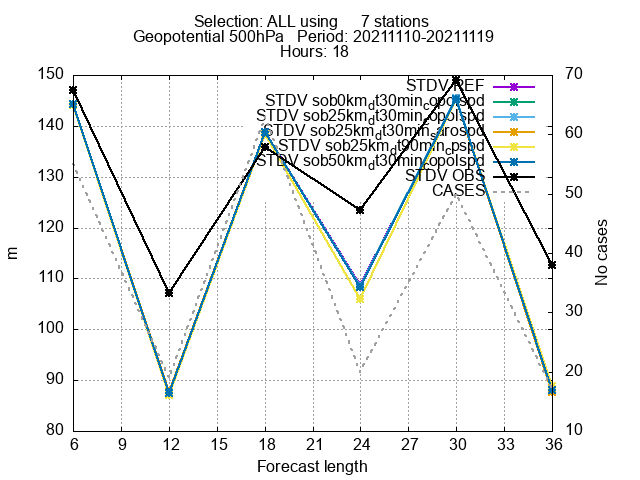 Selection: ALL using 7 stations
Geopotential 500hPa Period: 20211110-20211119
Hours: 18
150
140
130
120
110
100
90
80
70
60
50
40
30
20
10
6
9
12
15
18
21
24
27
30
33
36
m
No cases
Forecast length
STDV REF
STDV sob0km_dt30min_copolspd
STDV sob25km_dt30min_copolspd
STDV sob25km_dt30min_
STDV sob25km_dt90min_cpspd
STDV sob50km_dt30min_copolspd
STDV OBS
CASES